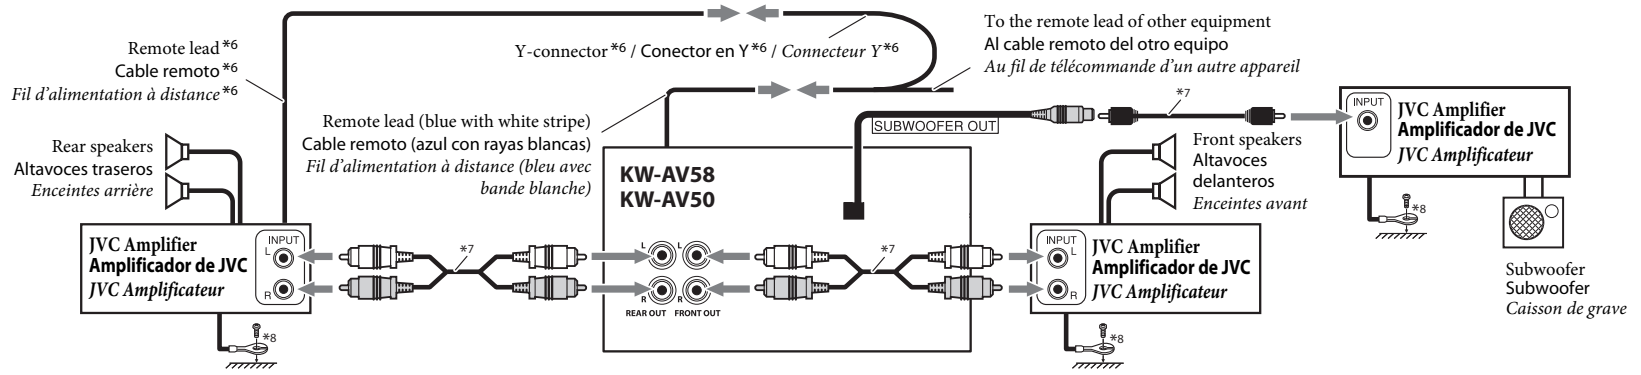 Remote lead*6
Cable remoto*6
Fil d'alimentation à distance*6
Y-connector*6 / Conector en Y*6 / Connecteur Y*6
To the remote lead of other equipment
Al cable remoto del otro equipo
Au fil de télécommande d'un autre appareil
Remote lead (blue with white stripe)
Cable remoto (azul con rayas blancas)
Fil d'alimentation à distance (bleu avec
bande blanche)
SUBWOOFER OUT
*7
INPUT
JVC Amplifier
Amplificador de JVC
JVC Amplificateur
*8
Subwoofer
Subwoofer
Caisson de grave
Rear speakers
Altavoces traseros
Enceintes arrière
JVC Amplifier
Amplificador de JVC
JVC Amplificateur
INPUT
L
R
*8
*7
KW-AV58
KW-AV50
L
L
R
R
REAR OUT
FRONT OUT
*7
Front speakers
Altavoces
delanteros
Enceintes avant
INPUT
L
R
JVC Amplifier
Amplificador de JVC
JVC Amplificateur
*8